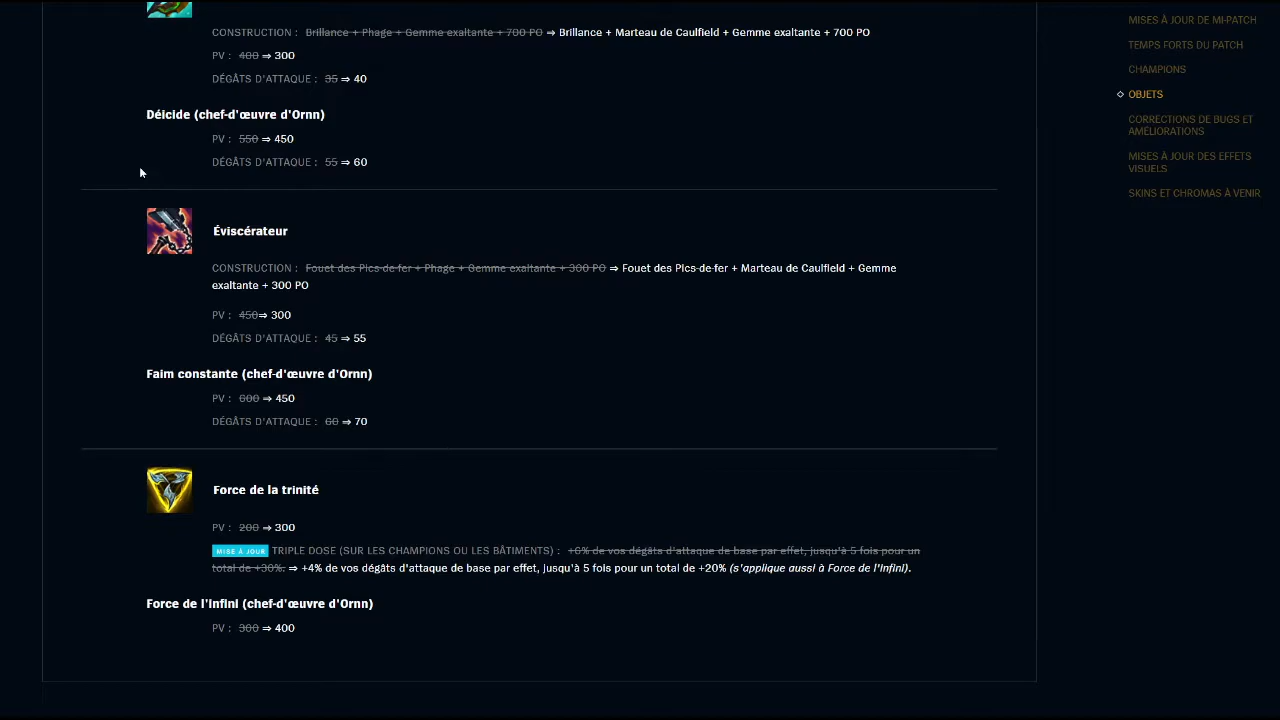 CONSTRUCTION : Brillance + Phage + Gemme exaltante + 700 PO ⇒ Brillance + Marteau de Caulfield + Gemme exaltante + 700 PO
PV : 400 ⇒ 300
DÉGÂTS D'ATTAQUE : 35 ⇒ 40
Déicide (chef-d'œuvre d'Ornn)
PV : 550 ⇒ 450
DÉGÂTS D'ATTAQUE : 55 ⇒ 60
Éviscérateur
CONSTRUCTION : Fouet des Pics-de-fer + Phage + Gemme exaltante + 300 PO ⇒ Fouet des Pics-de-fer + Marteau de Caulfield + Gemme
exaltante + 300 PO
PV : 450⇒ 300
DÉGÂTS D'ATTAQUE : 45 ⇒ 55
Faim constante (chef-d'œuvre d'Ornn)
PV : 600 ⇒ 450
DÉGÂTS D'ATTAQUE : 60 ⇒ 70
Force de la trinité
PV : 200 ⇒ 300
MISE À JOUR TRIPLE DOSE (SUR LES CHAMPIONS OU LES BÂTIMENTS) : +6% de vos dégâts d'attaque de base par effet, jusqu'à 5 fois pour un
total de +30%. ⇒ +4% de vos dégâts d'attaque de base par effet, jusqu'à 5 fois pour un total de +20% (s'applique aussi à Force de l'Infini).
Force de l'Infini (chef-d'œuvre d'Ornn)
PV : 300 ⇒ 400
MISES À JOUR DE MI-PATCH
TEMPS FORTS DU PATCH
CHAMPIONS
OBJETS
CORRECTIONS DE BUGS ET
AMÉLIORATIONS
MISES À JOUR DES EFFETS
VISUELS
SKINS ET CHROMAS À VENIR